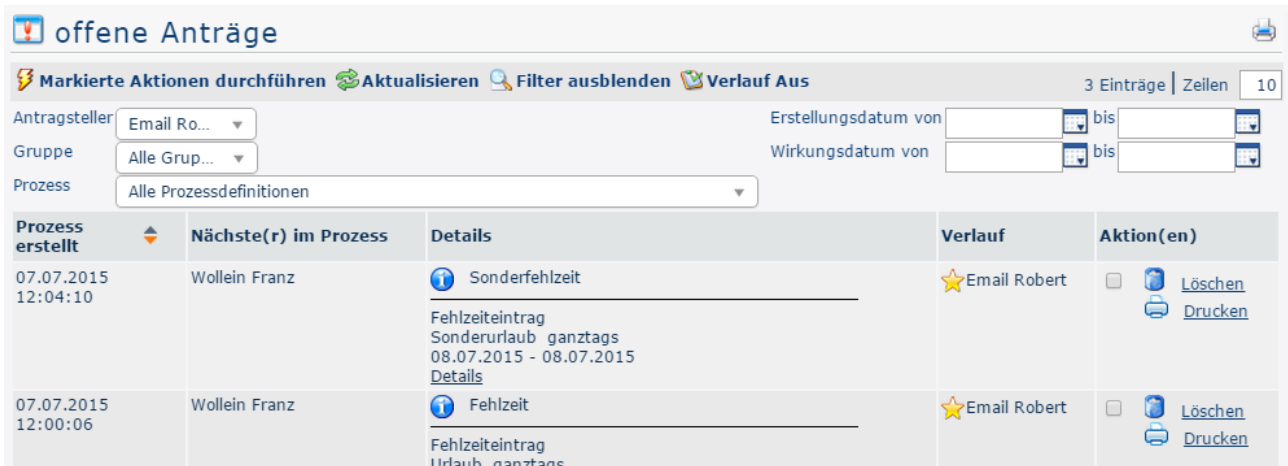 offene Anträge
Markierte Aktionen durchführen Aktualisieren Filter ausblenden Verlauf Aus 3 Einträge | Zeilen 10
Antragsteller Email Ro... Erstellungsdatum von bis
Gruppe Alle Grup... Wirkungsdatum von bis
Prozess Alle Prozessdefinitionen
Prozess erstellt Nächste(r) im Prozess Details Verlauf Aktion(en)
07.07.2015 Wollein Franz Sonderfehlzeit Email Robert Löschen
12:04:10 Drucken
Fehlzeiteintrag
Sonderurlaub ganztags
08.07.2015 - 08.07.2015
Details
07.07.2015 Wollein Franz Fehlzeit Email Robert Löschen
12:00:06 Drucken
Fehlzeiteintrag
Urlaub ganztags